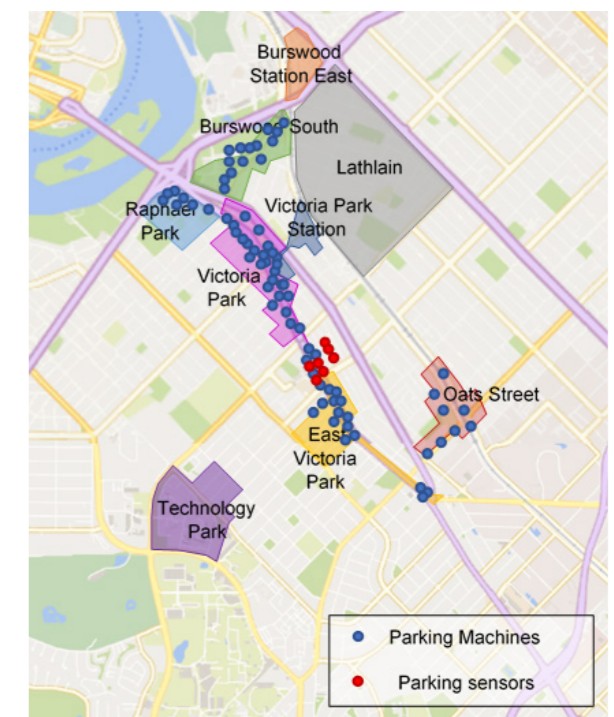 Burswood
Station East
Burswood South
Lathlain
Raphael
Park
Victoria Park
Station
Victoria
Park
Oats Street
East
Victoria
Park
Technology
Park
Parking Machines
Parking sensors